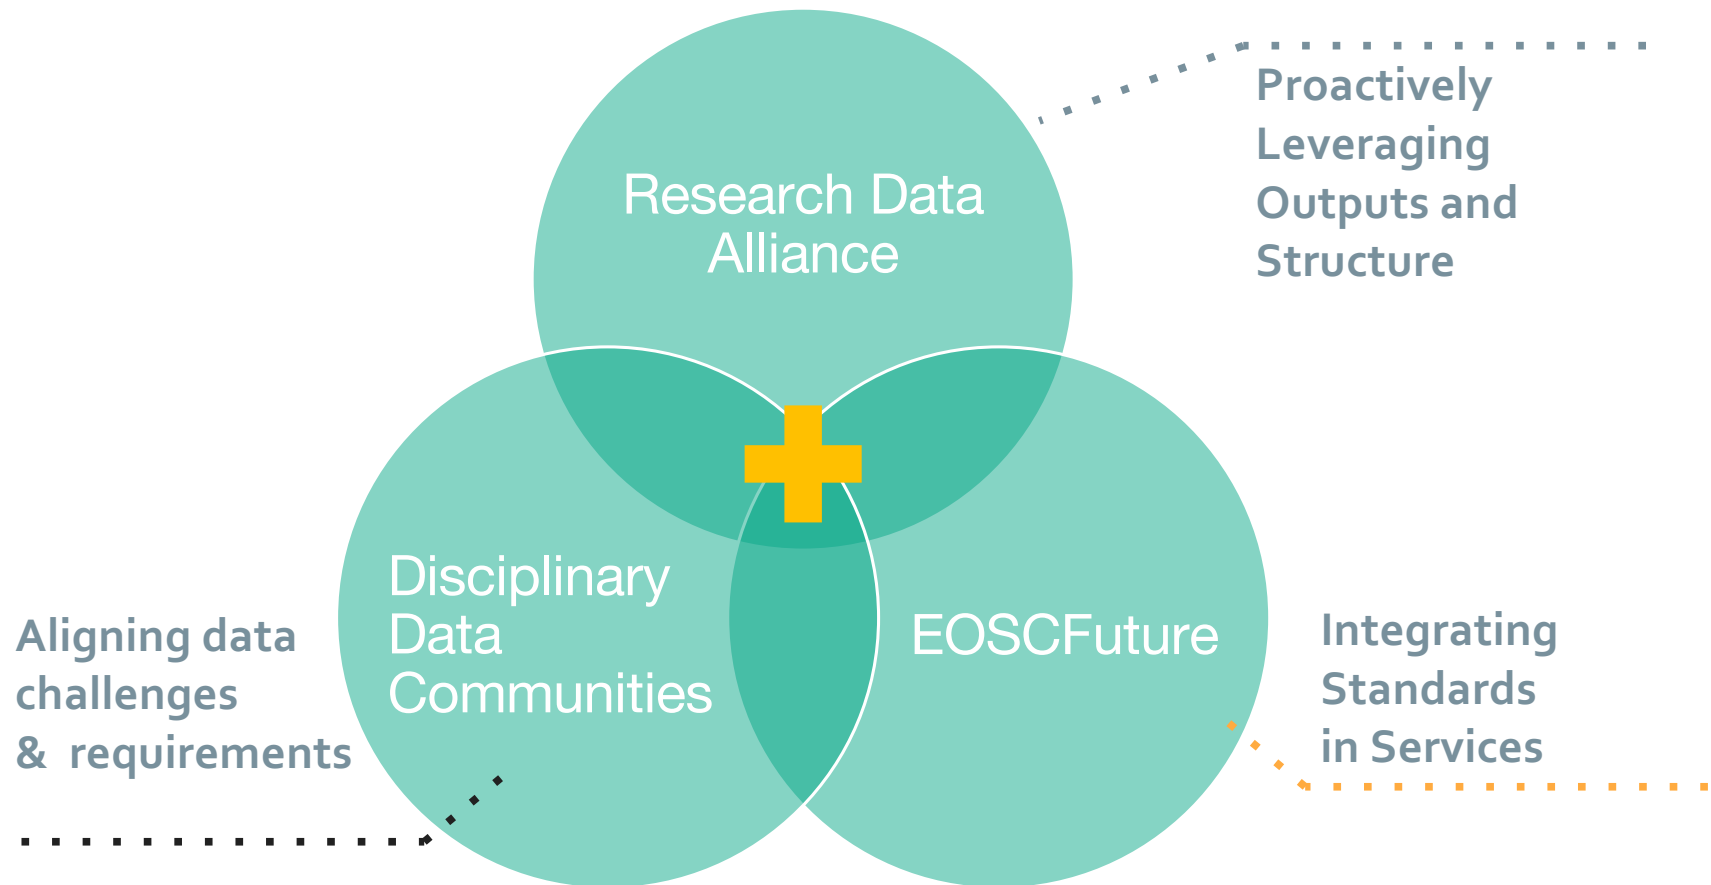 Proactively
Leveraging
Outputs and
Structure
Research Data
Alliance
Disciplinary
Data
Communities
EOSCFuture
Aligning data
challenges
& requirements
Integrating
Standards
in Services